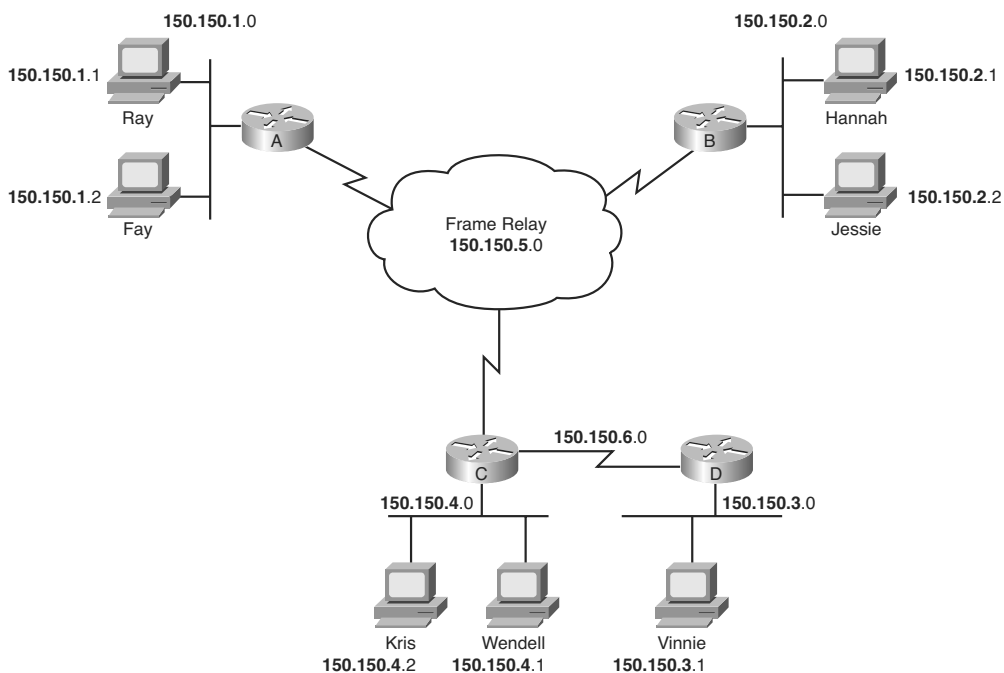 150.150.1.0
150.150.2.0
150.150.1.1
Ray
A
B
150.150.2.1
Hannah
150.150.1.2
Fay
150.150.2.2
Jessie
Frame Relay
150.150.5.0
C
150.150.6.0
D
150.150.4.0
150.150.3.0
Kris
150.150.4.2
Wendell
150.150.4.1
Vinnie
150.150.3.1